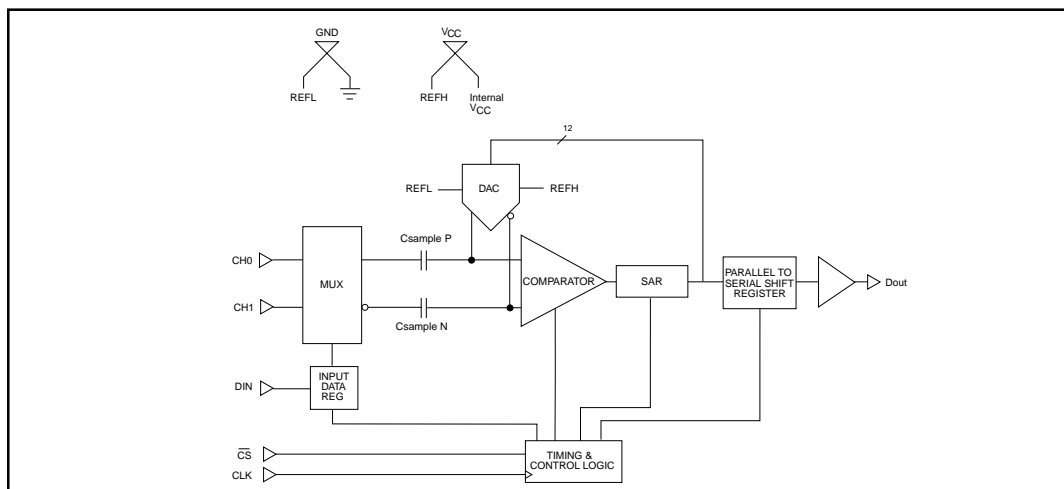 GND
VCC
REFL
REFH
Internal
VCC
12
REFL
DAC
REFH
Csample P
CH0
MUX
COMPARATOR
SAR
PARALLEL TO
SERIAL SHIFT
REGISTER
Dout
CH1
Csample N
DIN
INPUT
DATA
REG
CS
TIMING &
CONTROL LOGIC
CLK